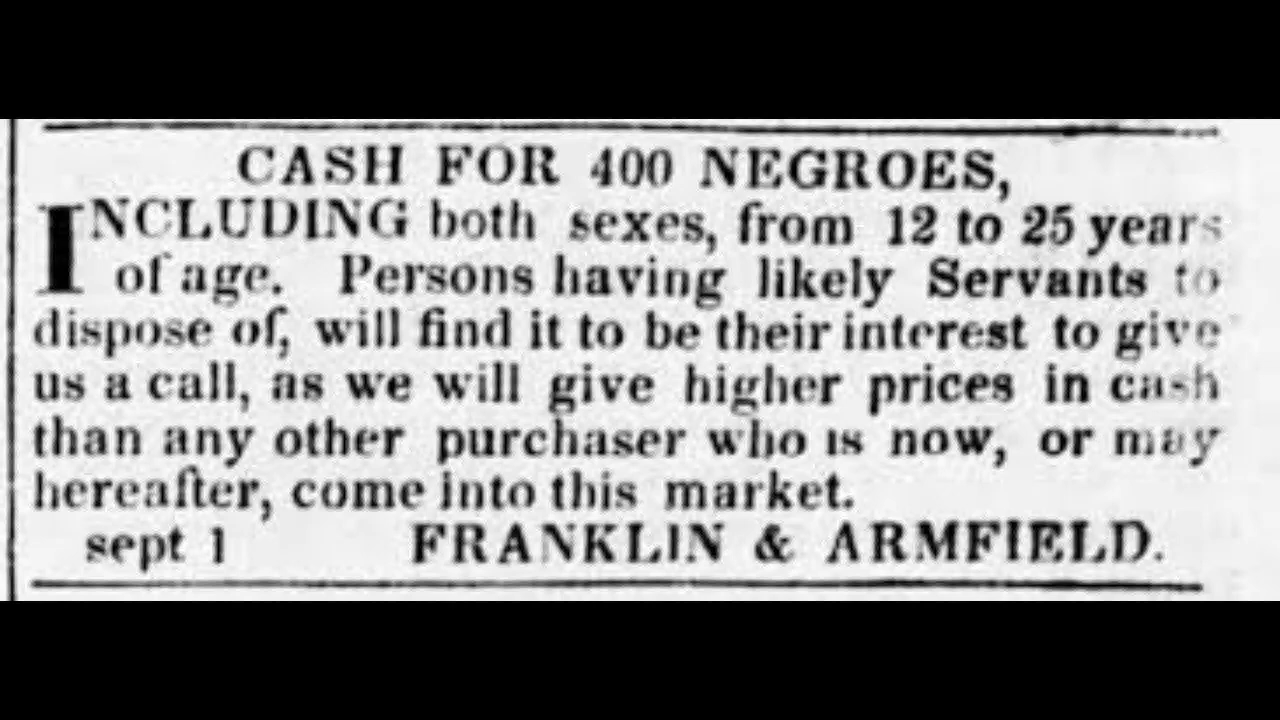 CASH FOR 400 NEGROES,
INCLUDING both sexes, from 12 to 25 years
of age. Persons having likely Servants to
dispose of, will find it to be their interest to give
us a call, as we will give higher prices in cash
than any other purchaser who is now, or may
hereafter, come into this market.
sept 1 FRANKLIN & ARMFIELD.